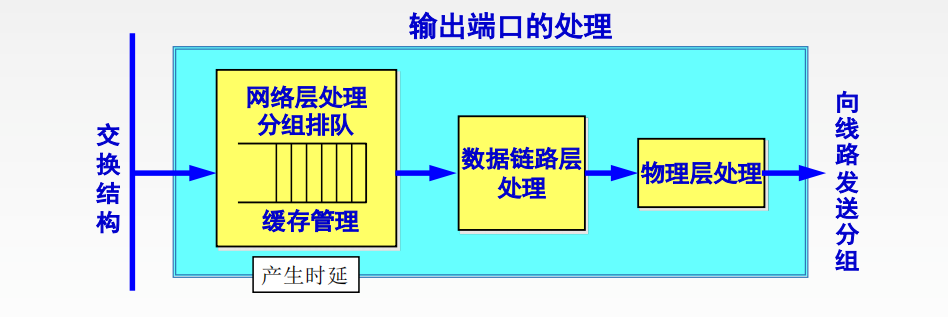 输出端口的处理
交换结构
网络层处理
分组排队
缓存管理
产生时延
数据链路层
处理
物理层处理
向线路发送分组